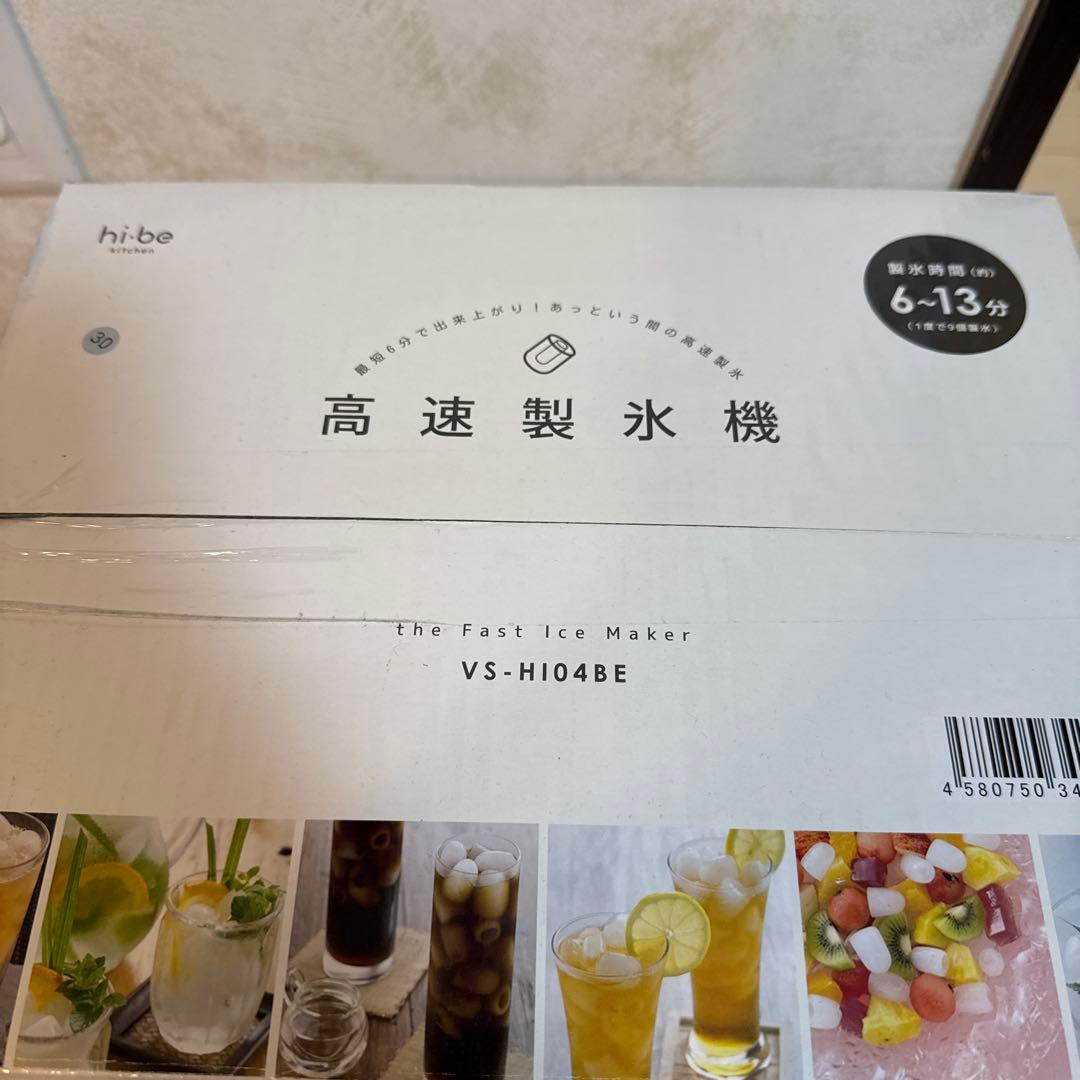 hi·be
kitchen
30
製氷時間(約)
6~13分
(1度で9個製氷)
最短6分で出来上がり!あっという間の高速製氷
高速製氷機
the Fast Ice Maker
VS-HI04BE
4 580750 34